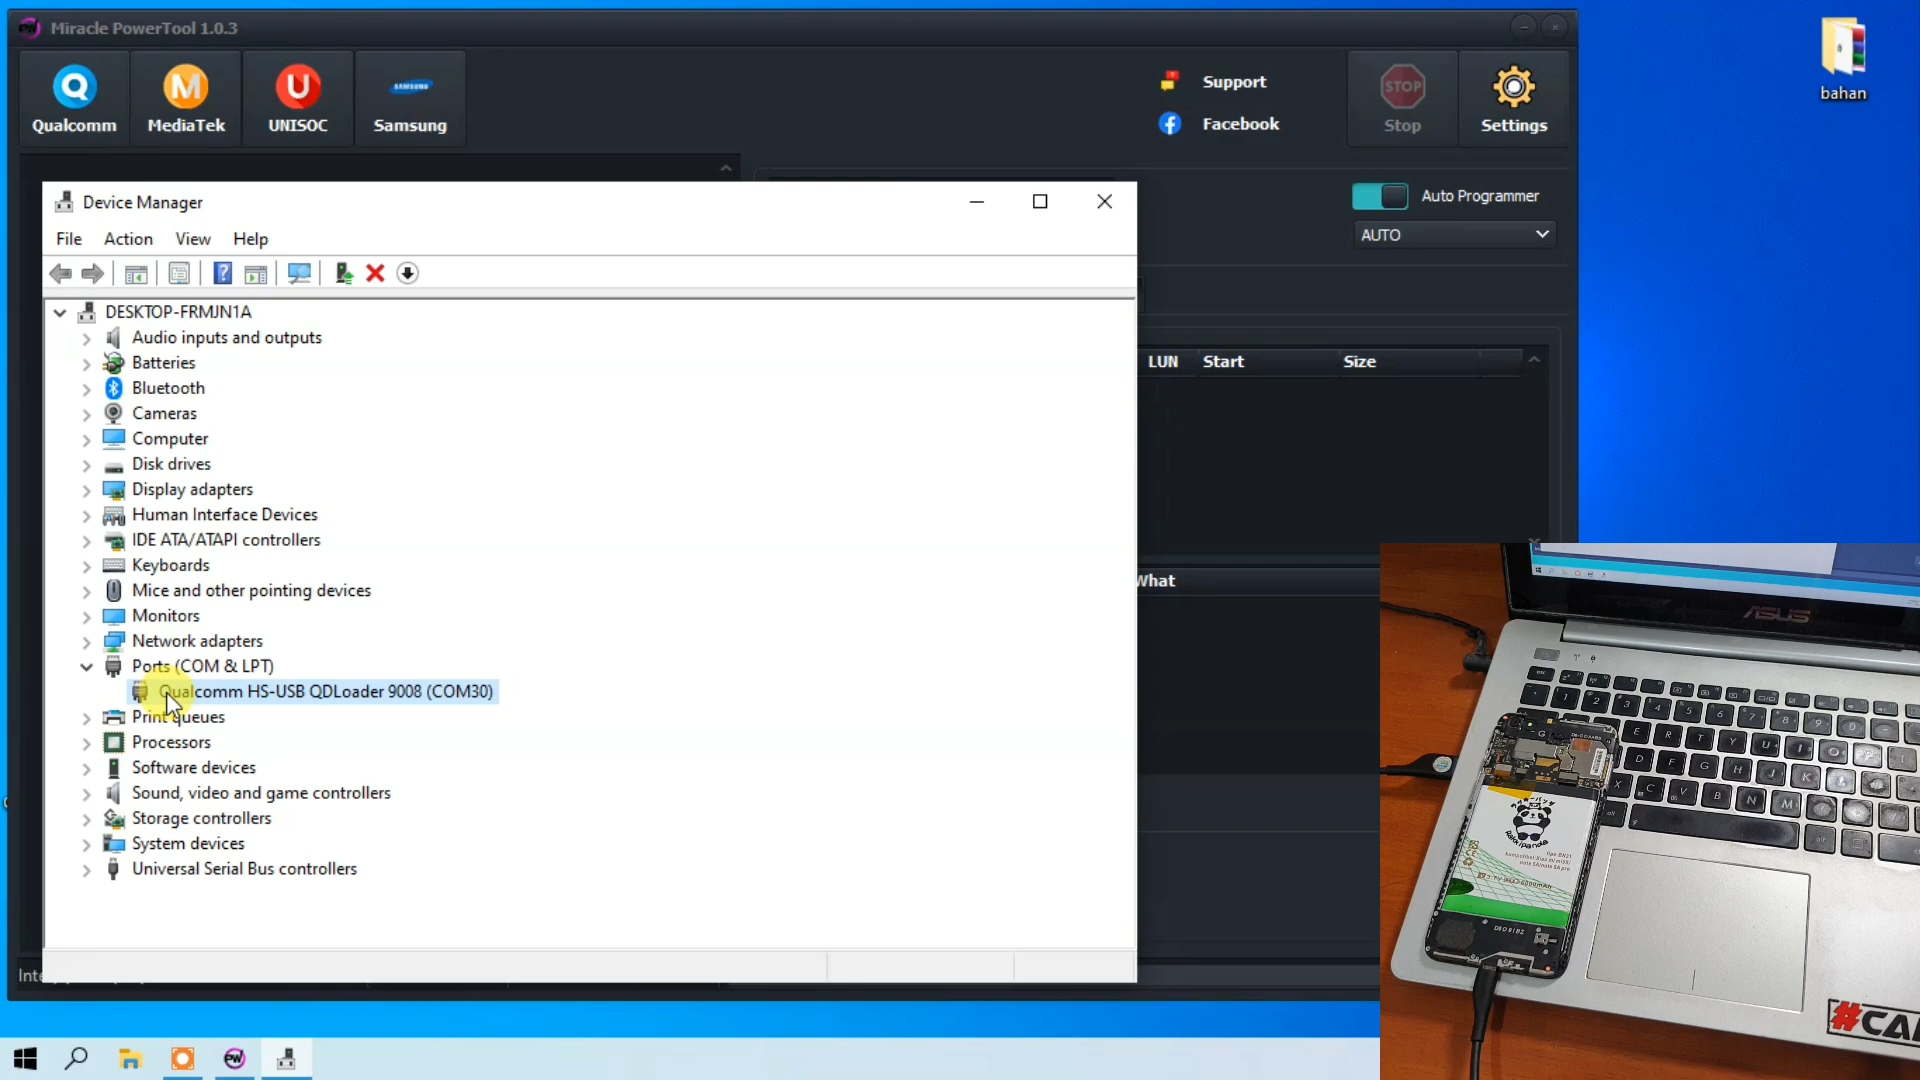 Miracle PowerTool 1.0.3
Qualcomm
MediaTek
UNISOC
SAMSUNG
Samsung
Support
Facebook
STOP
Stop
Settings
bahan
Auto Programmer
AUTO
LUN Start Size
What
Device Manager
File Action View Help
DESKTOP-FRMJN1A
Audio inputs and outputs
Batteries
Bluetooth
Cameras
Computer
Disk drives
Display adapters
Human Interface Devices
IDE ATA/ATAPI controllers
Keyboards
Mice and other pointing devices
Monitors
Network adapters
Ports (COM & LPT)
Qualcomm HS-USB QDLoader 9008 (COM30)
Print queues
Processors
Software devices
Sound, video and game controllers
Storage controllers
System devices
Universal Serial Bus controllers
PW
ASUS